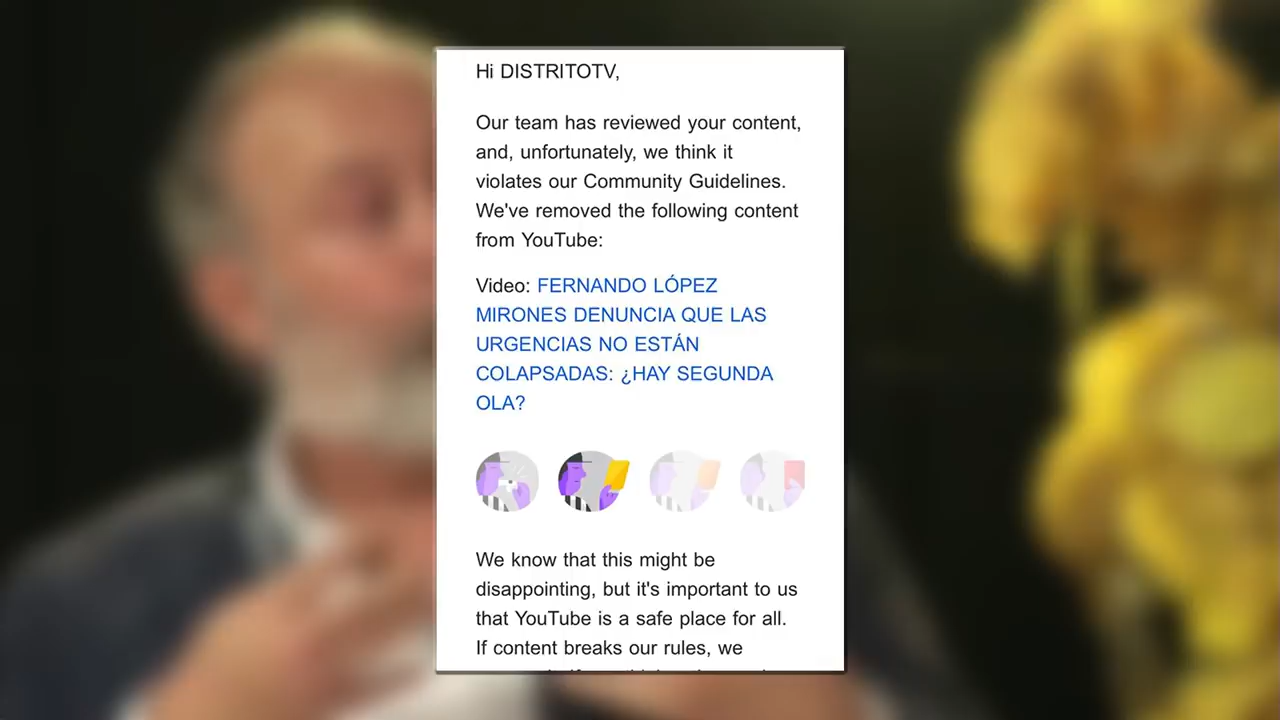 Hi DISTRITOTV,
Our team has reviewed your content,
and, unfortunately, we think it
violates our Community Guidelines.
We've removed the following content
from YouTube:
Video: FERNANDO LÓPEZ
MIRONES DENUNCIA QUE LAS
URGENCIAS NO ESTÁN
COLAPSADAS: ¿HAY SEGUNDA
OLA?
We know that this might be
disappointing, but it's important to us
that YouTube is a safe place for all.
If content breaks our rules, we